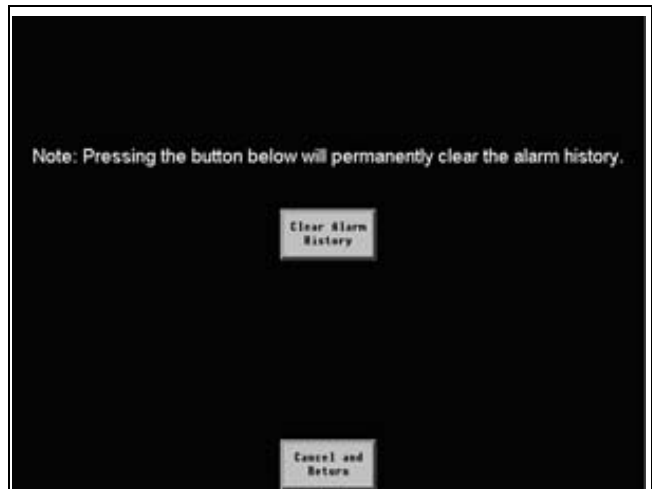 Note: Pressing the button below will permanently clear the alarm history.
Clear Alarm
History
Cancel and
Return